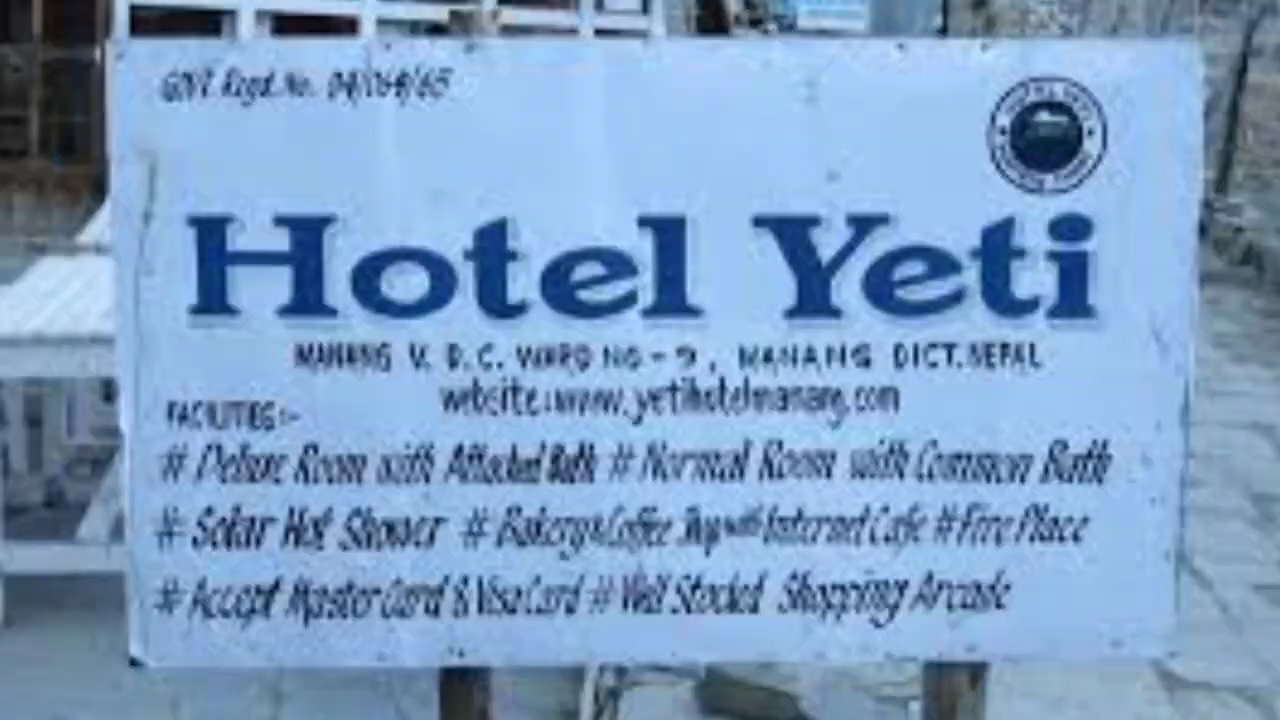 GOVT. Regd. No. 04/064/65
Hotel Yeti
MANANG V. D. C. WARD NO - 9, MANANG DICT. NEPAL
website: www.yetihotelmanang.com
FACILITIES :-
# Deluxe Room with Attached Bath # Normal Room with Common Bath
# Solar Hot Shower # Bakery & Coffee Shop with Internet Cafe # Fire Place
# Accept Master Card & Visa Card # Well Stocked Shopping Arcade